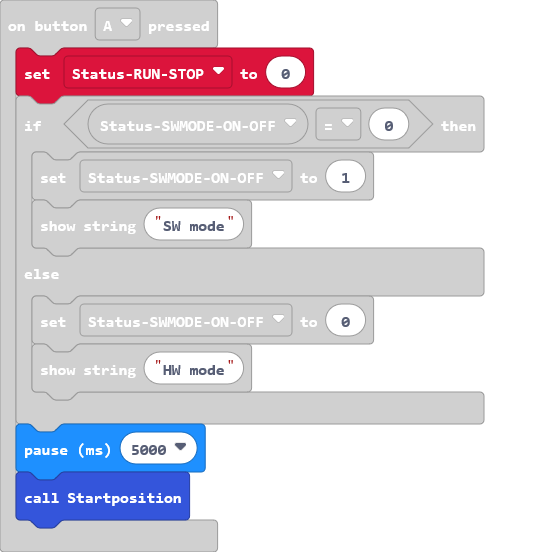 on button A pressed
set Status-RUN-STOP to 0
if Status-SWMODE-ON-OFF = 0 then
set Status-SWMODE-ON-OFF to 1
show string "SW mode"
else
set Status-SWMODE-ON-OFF to 0
show string "HW mode"
pause (ms) 5000
call Startposition